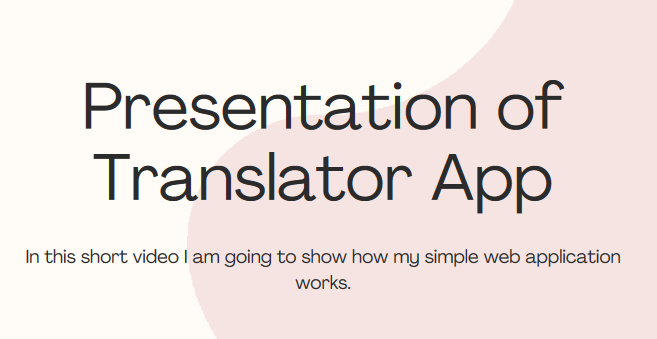 Presentation of
Translator App
In this short video I am going to show how my simple web application
works.